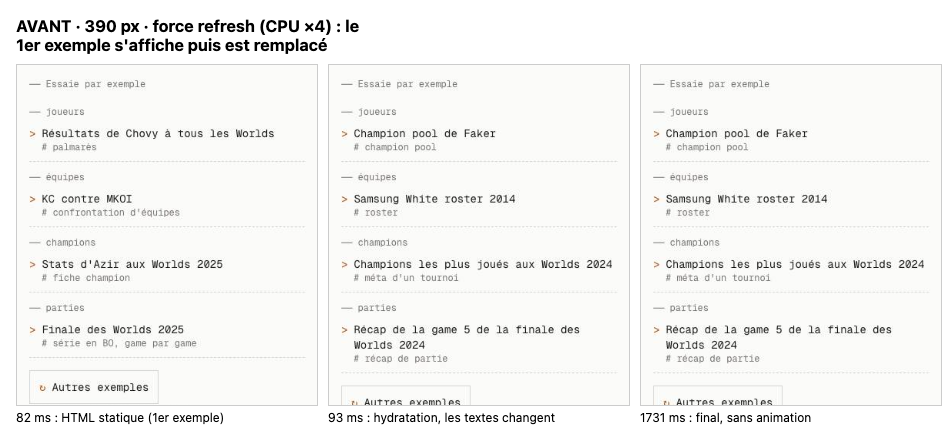 AVANT · 390 px · force refresh (CPU ×4) : le
1er exemple s'affiche puis est remplacé
— Essaie par exemple
— joueurs
> Résultats de Chovy à tous les Worlds
# palmarès
— équipes
> KC contre MKOI
# confrontation d'équipes
— champions
> Stats d'Azir aux Worlds 2025
# fiche champion
— parties
> Finale des Worlds 2025
# série en BO, game par game
↻ Autres exemples
82 ms : HTML statique (1er exemple)
— Essaie par exemple
— joueurs
> Champion pool de Faker
# champion pool
— équipes
> Samsung White roster 2014
# roster
— champions
> Champions les plus joués aux Worlds 2024
# méta d'un tournoi
— parties
> Récap de la game 5 de la finale des
Worlds 2024
# récap de partie
↻ Autres exemples
93 ms : hydratation, les textes changent
— Essaie par exemple
— joueurs
> Champion pool de Faker
# champion pool
— équipes
> Samsung White roster 2014
# roster
— champions
> Champions les plus joués aux Worlds 2024
# méta d'un tournoi
— parties
> Récap de la game 5 de la finale des
Worlds 2024
# récap de partie
↻ Autres exemples
1731 ms : final, sans animation